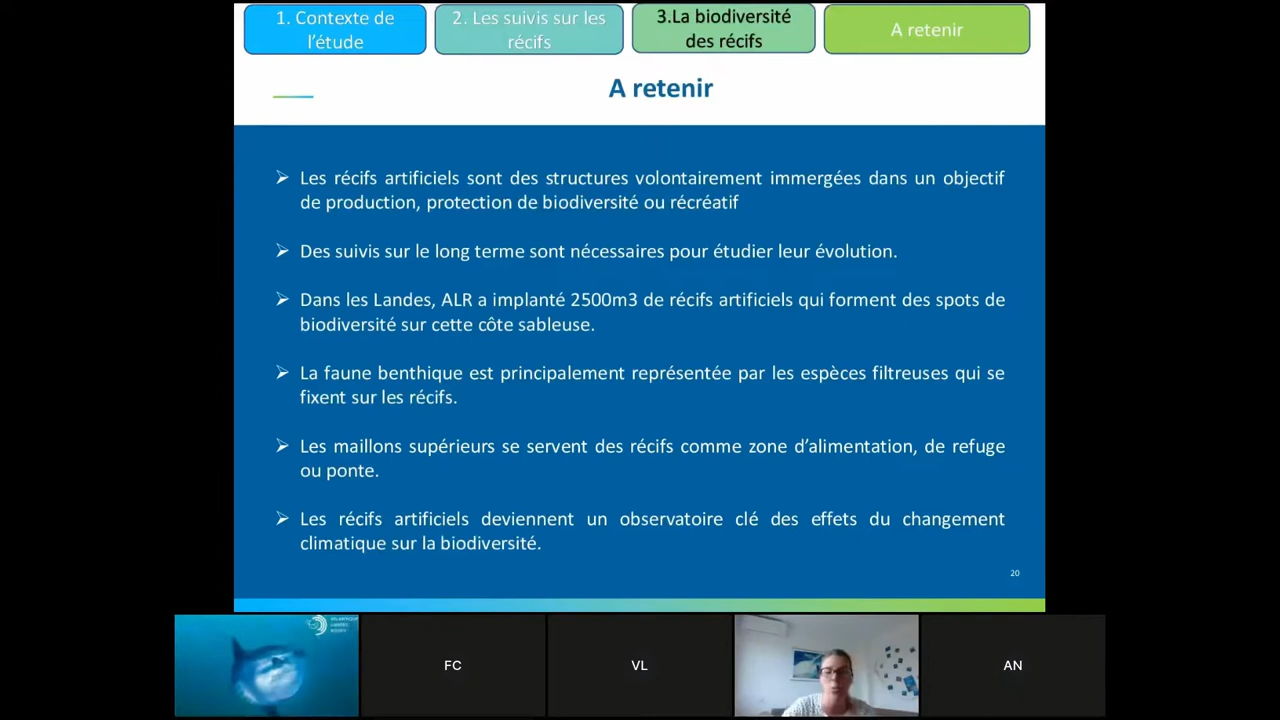 1. Contexte de
l'étude
2. Les suivis sur les
récifs
3.La biodiversité
des récifs
A retenir
A retenir
➢ Les récifs artificiels sont des structures volontairement immergées dans un objectif
de production, protection de biodiversité ou récréatif
➢ Des suivis sur le long terme sont nécessaires pour étudier leur évolution.
➢ Dans les Landes, ALR a implanté 2500m3 de récifs artificiels qui forment des spots de
biodiversité sur cette côte sableuse.
➢ La faune benthique est principalement représentée par les espèces filtreuses qui se
fixent sur les récifs.
➢ Les maillons supérieurs se servent des récifs comme zone d'alimentation, de refuge
ou ponte.
➢ Les récifs artificiels deviennent un observatoire clé des effets du changement
climatique sur la biodiversité.
20
ATLANTIQUE
LANDES
RÉCIFS
FC
VL
AN